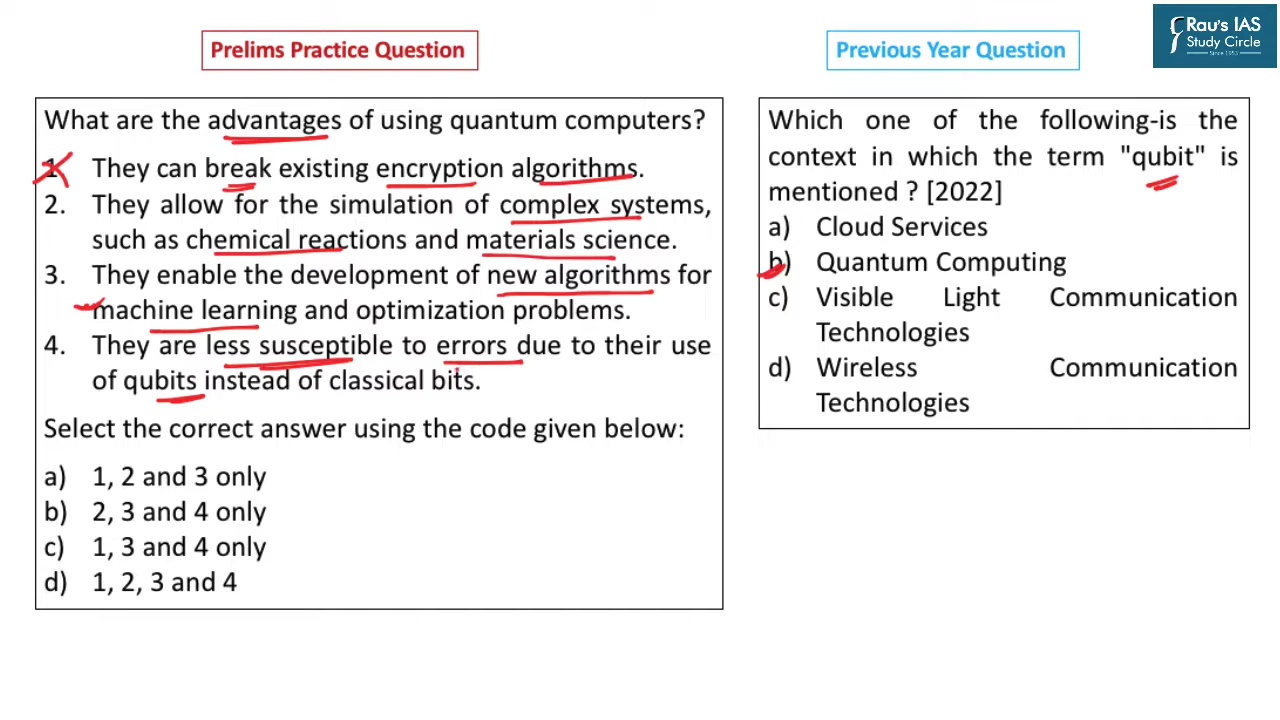 Prelims Practice Question
What are the advantages of using quantum computers?
1. They can break existing encryption algorithms.
2. They allow for the simulation of complex systems,
such as chemical reactions and materials science.
3. They enable the development of new algorithms for
machine learning and optimization problems.
4. They are less susceptible to errors due to their use
of qubits instead of classical bits.
Select the correct answer using the code given below:
a) 1, 2 and 3 only
b) 2, 3 and 4 only
c) 1, 3 and 4 only
d) 1, 2, 3 and 4
Previous Year Question
Which one of the following-is the
context in which the term "qubit" is
mentioned ? [2022]
a) Cloud Services
b) Quantum Computing
c) Visible Light Communication
Technologies
d) Wireless Communication
Technologies
Rau's IAS
Study Circle
Since 1953